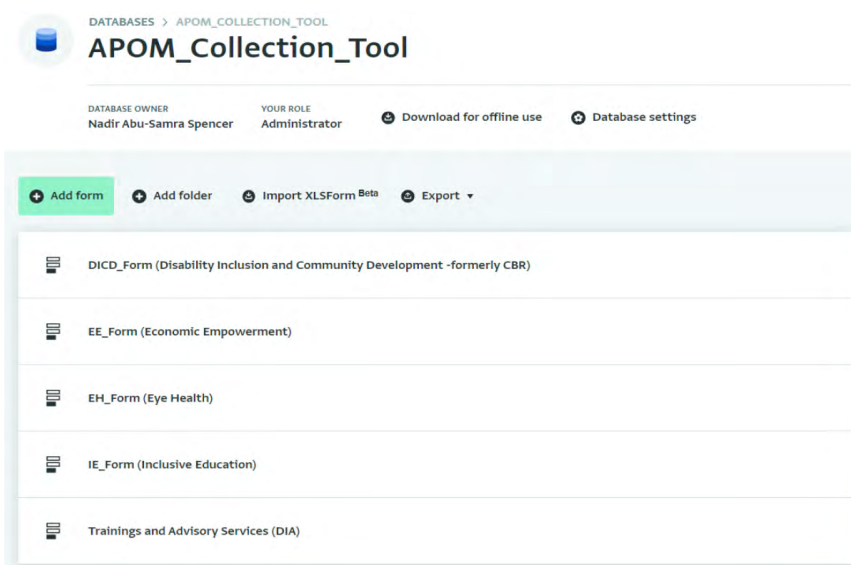 DATABASES > APOM_COLLECTION_TOOL
APOM_Collection_Tool
DATABASE OWNER YOUR ROLE
Nadir Abu-Samra Spencer Administrator Download for offline use Database settings
Add form Add folder Import XLSForm Beta Export
DICD_Form (Disability Inclusion and Community Development -formerly CBR)
EE_Form (Economic Empowerment)
EH_Form (Eye Health)
IE_Form (Inclusive Education)
Trainings and Advisory Services (DIA)